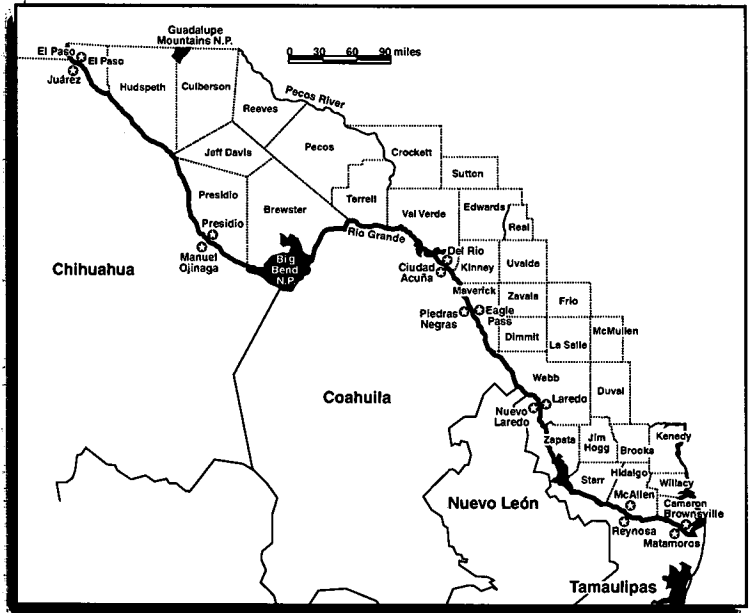 Guadalupe
Mountains N.P.
0 30 60 90 miles
El Paso
El Paso
Juárez
Hudspeth
Culberson
Reeves
Pecos River
Pecos
Crockett
Sutton
Jeff Davis
Terrell
Val Verde
Edwards
Real
Presidio
Brewster
Presidio
Manuel
Ojinaga
Rio Grande
Del Rio
Ciudad
Acuña
Kinney
Uvalde
Chihuahua
Big
Bend
N.P.
Maverick
Zavala
Frio
Piedras
Negras
Eagle
Pass
Dimmit
La Salle
McMullen
Coahuila
Webb
Duval
Laredo
Nuevo
Laredo
Zapata
Jim
Hogg
Brooks
Kenedy
Nuevo León
Starr
Hidalgo
Willacy
McAllen
Cameron
Brownsville
Reynosa
Matamoros
Tamaulipas